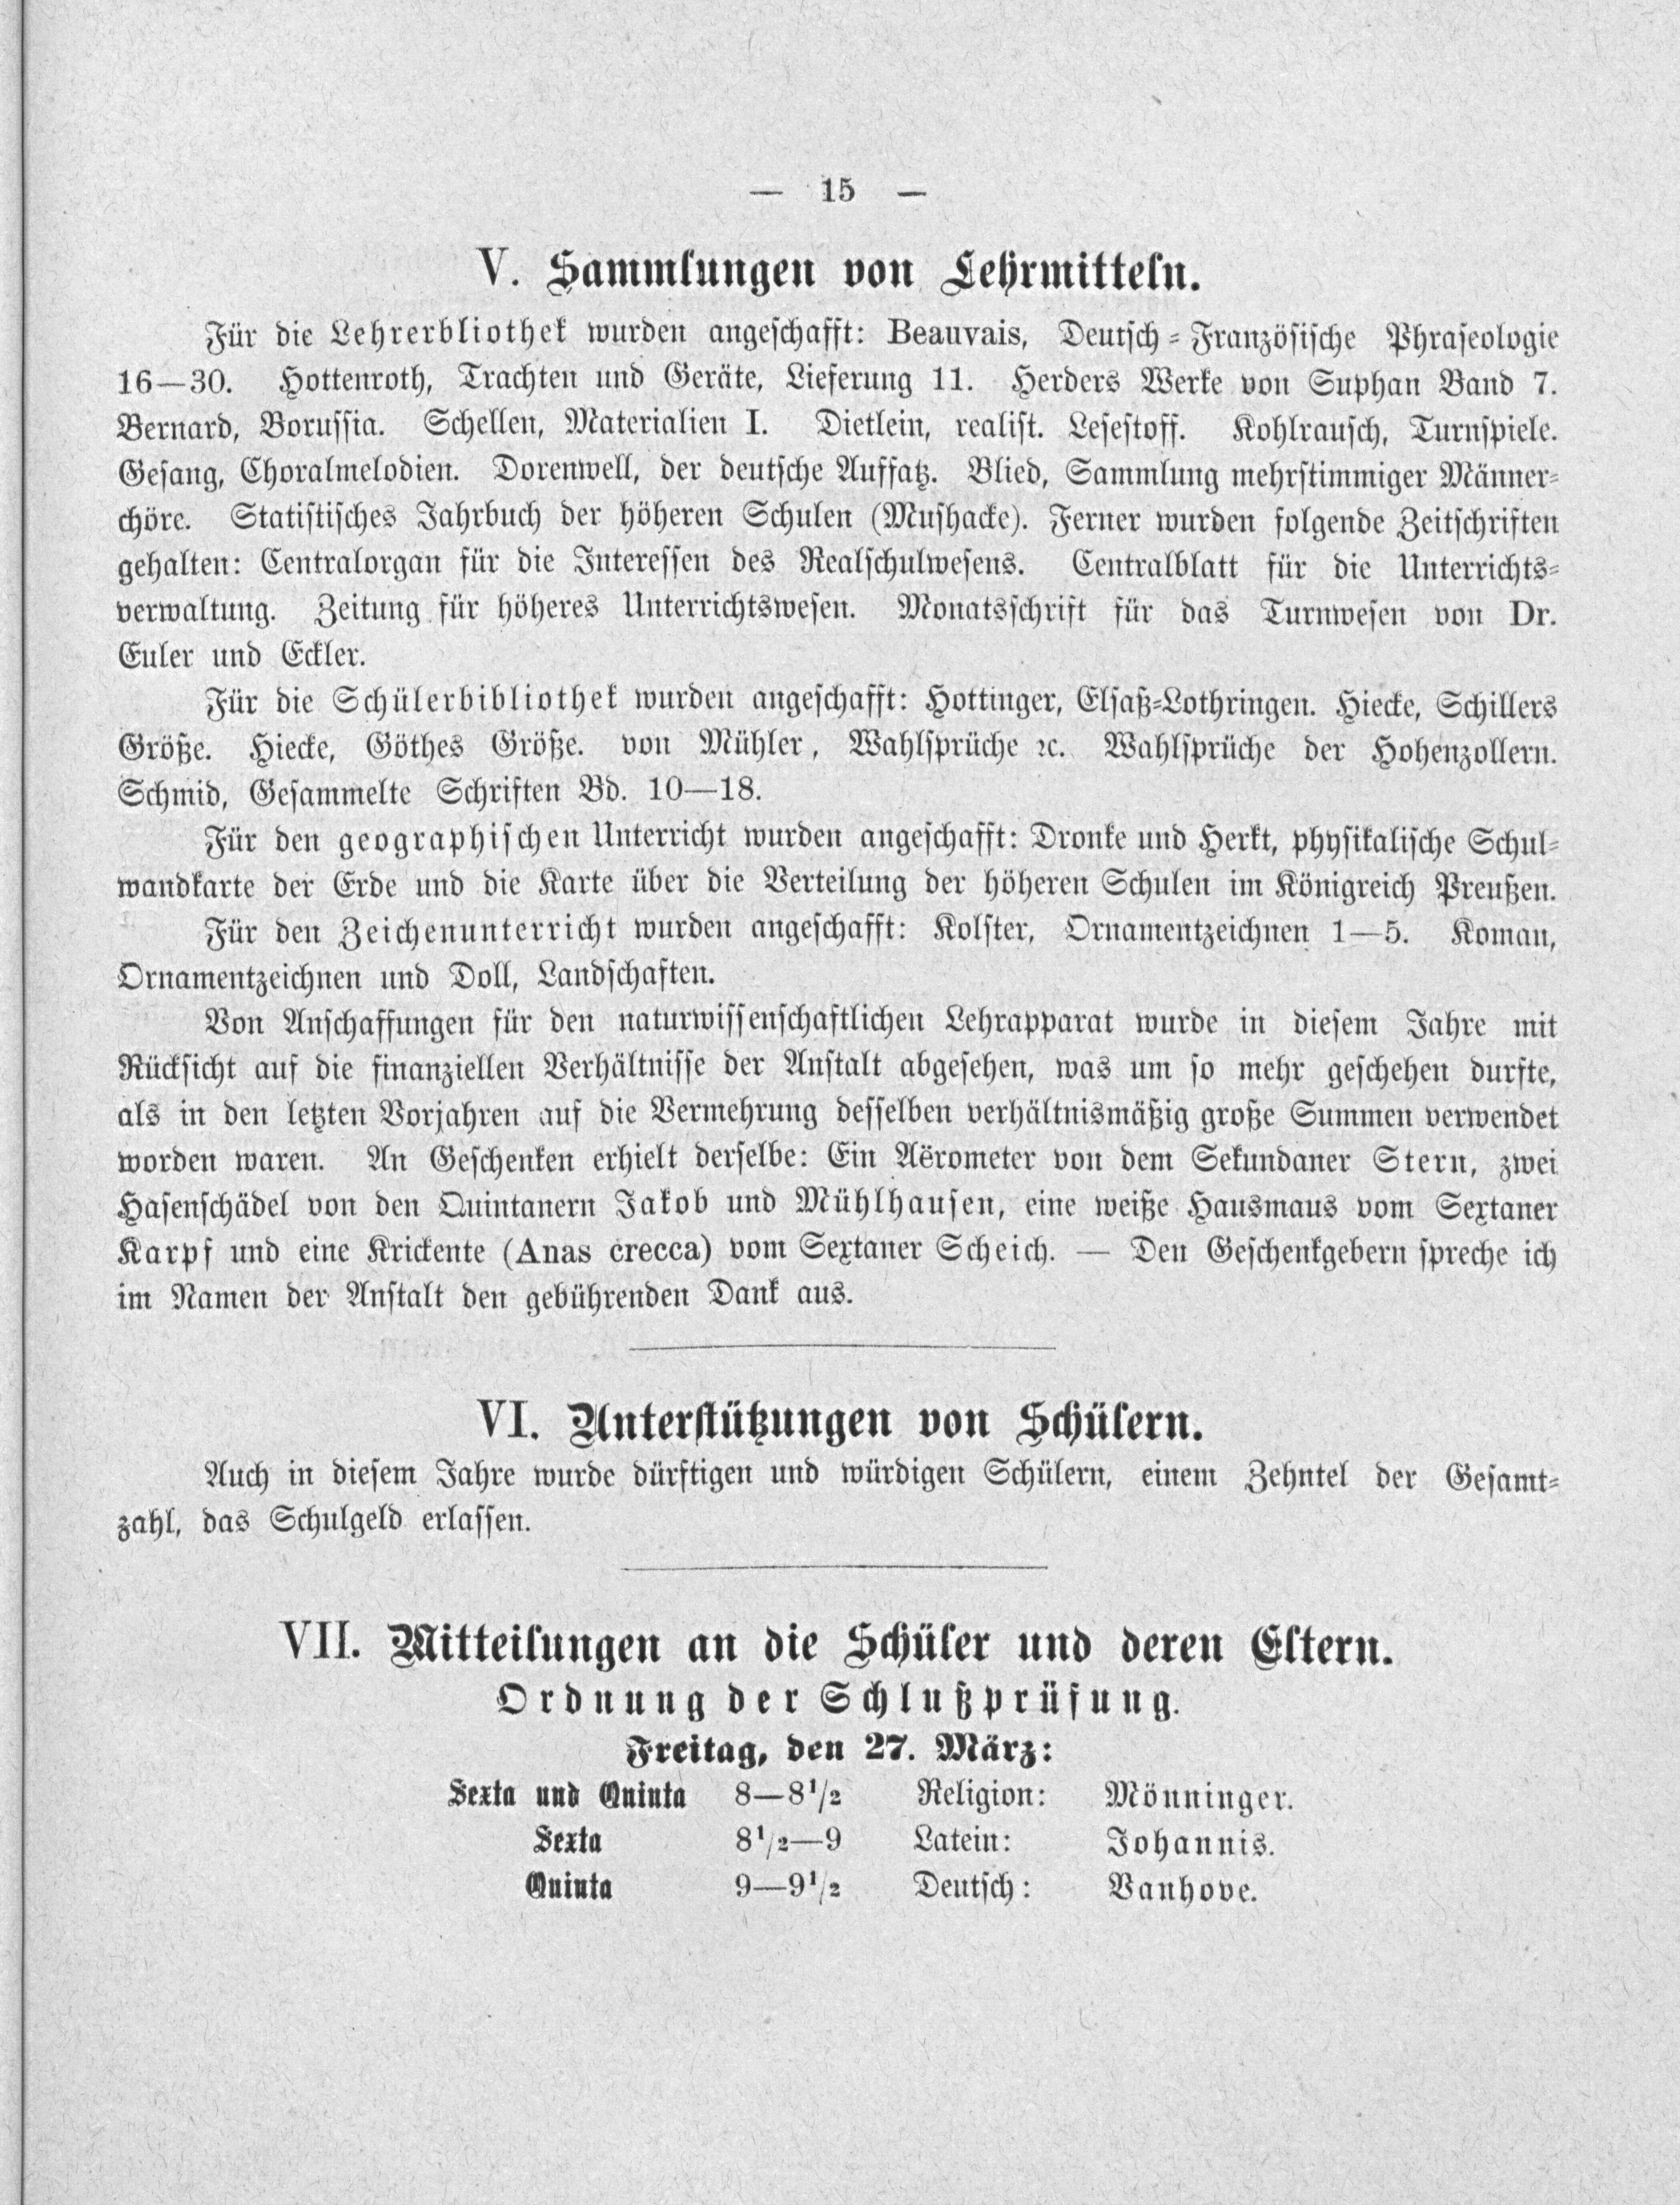 — 15 —
V. Sammlungen von Lehrmitteln.
Für die Lehrerbliothek wurden angeschafft: Beauvais, Deutsch-Französische Phraseologie
16—30. Hottenroth, Trachten und Geräte, Lieferung 11. Herders Werke von Suphan Band 7.
Bernard, Borussia. Schellen, Materialien I. Dietlein, realist. Lesestoff. Kohlrausch, Turnspiele.
Gesang, Choralmelodien. Dorenwell, der deutsche Auffatz. Blied, Sammlung mehrstimmiger Männer-
chöre. Statistisches Jahrbuch der höheren Schulen (Mushacke). Ferner wurden folgende Zeitschriften
gehalten: Centralorgan für die Interessen des Realschulwesens. Centralblatt für die Unterrichts-
verwaltung. Zeitung für höheres Unterrichtswesen. Monatsschrift für das Turnwesen von Dr.
Euler und Eckler.
Für die Schülerbibliothek wurden angeschafft: Hottinger, Elsaß-Lothringen. Hiecke, Schillers
Größe. Hiecke, Göthes Größe. von Mühler, Wahlsprüche ꝛc. Wahlsprüche der Hohenzollern.
Schmid, Gesammelte Schriften Bd. 10—18.
Für den geographischen Unterricht wurden angeschafft: Dronke und Herkt, physikalische Schul-
wandkarte der Erde und die Karte über die Verteilung der höheren Schulen im Königreich Preußen.
Für den Zeichenunterricht wurden angeschafft: Kolster, Ornamentzeichnen 1—5. Koman,
Ornamentzeichnen und Doll, Landschaften.
Von Anschaffungen für den naturwissenschaftlichen Lehrapparat wurde in diesem Jahre mit
Rücksicht auf die finanziellen Verhältnisse der Anstalt abgesehen, was um so mehr geschehen durfte,
als in den letzten Vorjahren auf die Vermehrung desselben verhältnismäßig große Summen verwendet
worden waren. An Geschenken erhielt derselbe: Ein Aërometer von dem Sekundaner Stern, zwei
Hasenschädel von den Quintanern Jakob und Mühlhausen, eine weiße Hausmaus vom Sextaner
Karpf und eine Krickente (Anas crecca) vom Sextaner Scheich. — Den Geschenkgebern spreche ich
im Namen der Anstalt den gebührenden Dank aus.
VI. Unterstützungen von Schülern.
Auch in diesem Jahre wurde dürftigen und würdigen Schülern, einem Zehntel der Gesamt-
zahl, das Schulgeld erlassen.
VII. Mitteilungen an die Schüler und deren Eltern.
Ordnung der Schlußprüfung.
Freitag, den 27. März:
Sexta und Quinta 8—8½ Religion: Mönninger.
Sexta 8½—9 Latein: Johannis.
Quinta 9—9½ Deutsch: Vanhove.